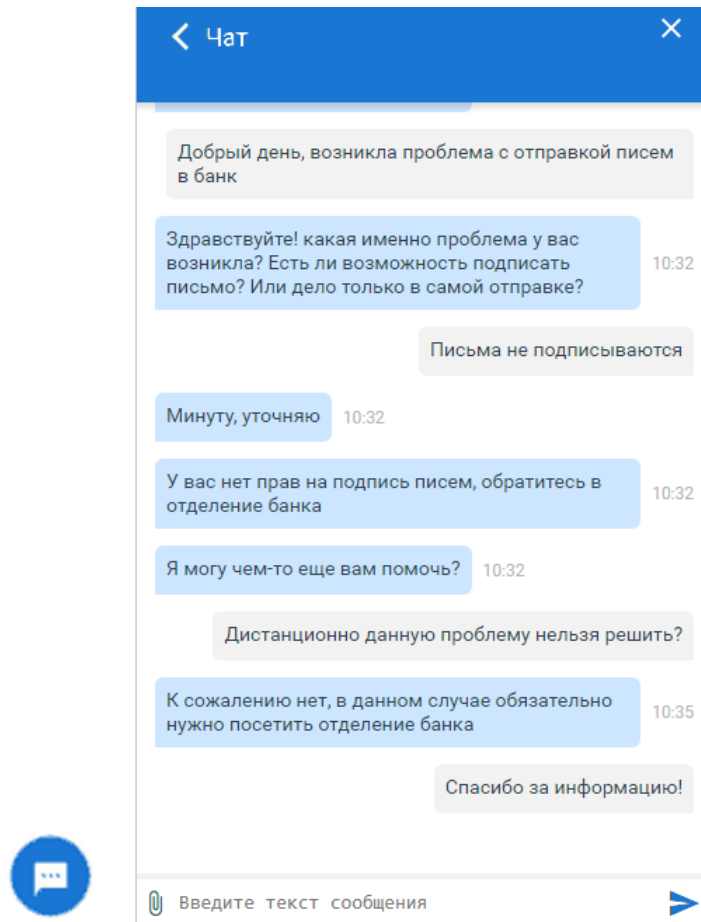 Чат
Добрый день, возникла проблема с отправкой писем
в банк
Здравствуйте! какая именно проблема у вас
возникла? Есть ли возможность подписать
письмо? Или дело только в самой отправке?
10:32
Письма не подписываются
Минуту, уточняю
10:32
У вас нет прав на подпись писем, обратитесь в
отделение банка
10:32
Я могу чем-то еще вам помочь?
10:32
Дистанционно данную проблему нельзя решить?
К сожалению нет, в данном случае обязательно
нужно посетить отделение банка
10:35
Спасибо за информацию!
Введите текст сообщения